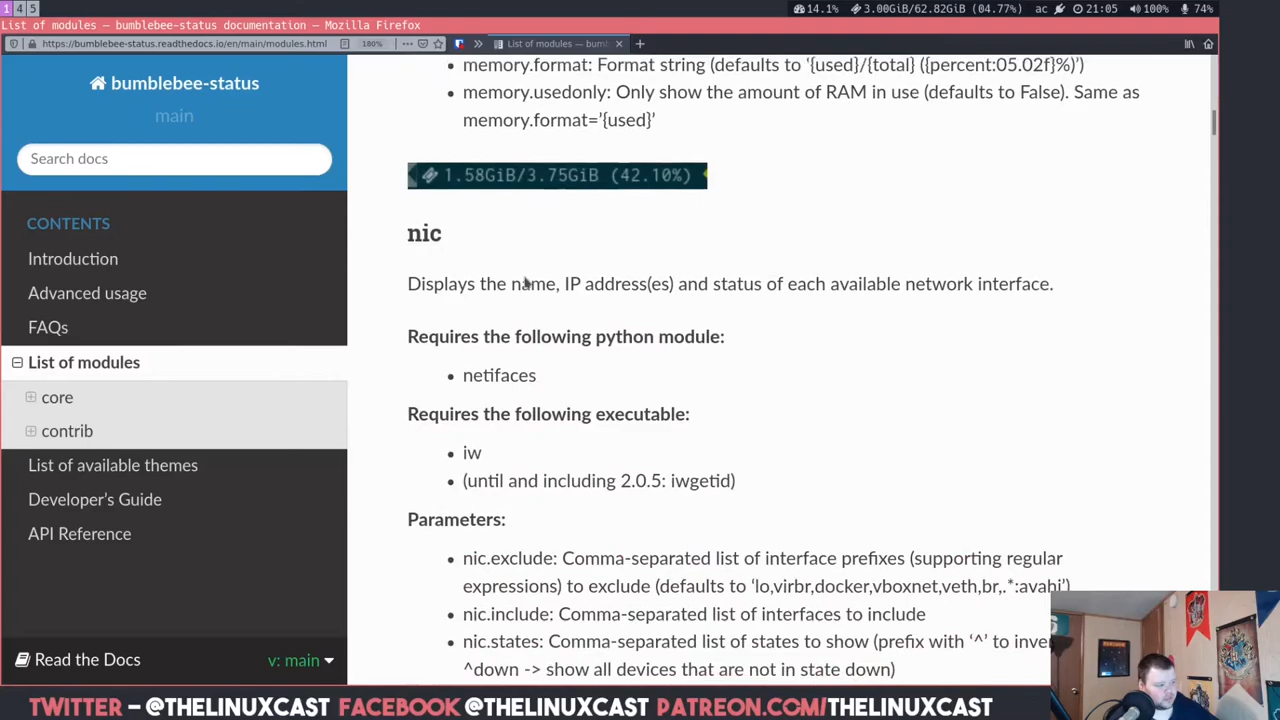 1 4 5
14.1% 3.00GiB/62.82GiB (04.77%) ac 21:05 100% 74%
List of modules — bumblebee-status documentation — Mozilla Firefox
https://bumblebee-status.readthedocs.io/en/main/modules.html 180% List of modules — bumb
bumblebee-status
main
Search docs
CONTENTS
Introduction
Advanced usage
FAQs
List of modules
core
contrib
List of available themes
Developer's Guide
API Reference
Read the Docs v: main
memory.format: Format string (defaults to ‘{used}/{total} ({percent:05.02f}%)’)
memory.usedonly: Only show the amount of RAM in use (defaults to False). Same as
memory.format=’{used}’
1.58GiB/3.75GiB (42.10%)
nic
Displays the name, IP address(es) and status of each available network interface.
Requires the following python module:
netifaces
Requires the following executable:
iw
(until and including 2.0.5: iwgetid)
Parameters:
nic.exclude: Comma-separated list of interface prefixes (supporting regular
expressions) to exclude (defaults to ‘lo,virbr,docker,vboxnet,veth,br,.*:avahi’)
nic.include: Comma-separated list of interfaces to include
nic.states: Comma-separated list of states to show (prefix with ‘^’ to inver
^down -> show all devices that are not in state down)
TWITTER – @THELINUXCAST FACEBOOK @THELINUXCAST PATREON.COM/THELINUXCAST